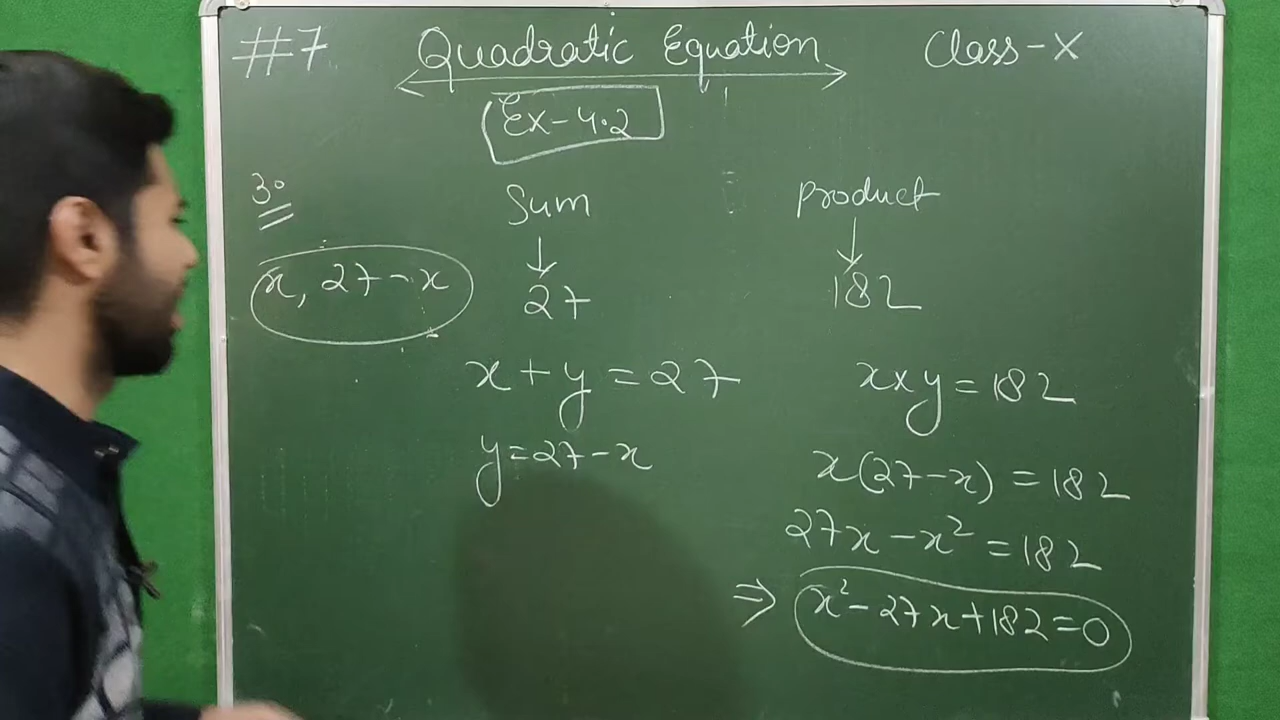 #7 Quadratic Equation Class-X
Ex-4.2
3.
Sum product
x, 27-x
27 182
x+y=27 x×y=182
y=27-x x(27-x)=182
27x-x²=182
⇒ x²-27x+182=0